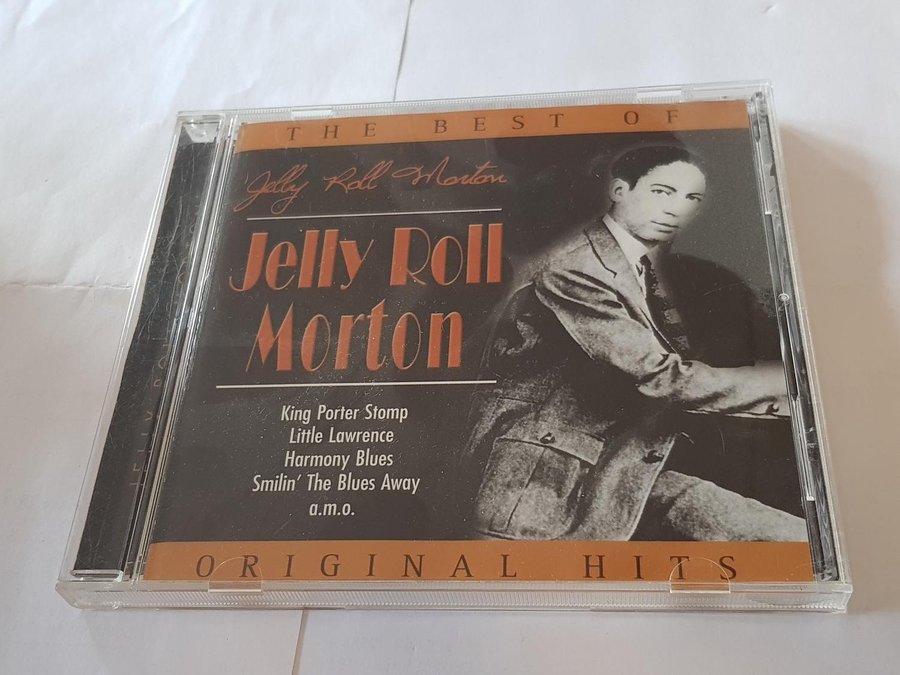 THE BEST OF
Jelly Roll Morton
Jelly Roll
Morton
King Porter Stomp
Little Lawrence
Harmony Blues
Smilin' The Blues Away
a.m.o.
ORIGINAL HITS